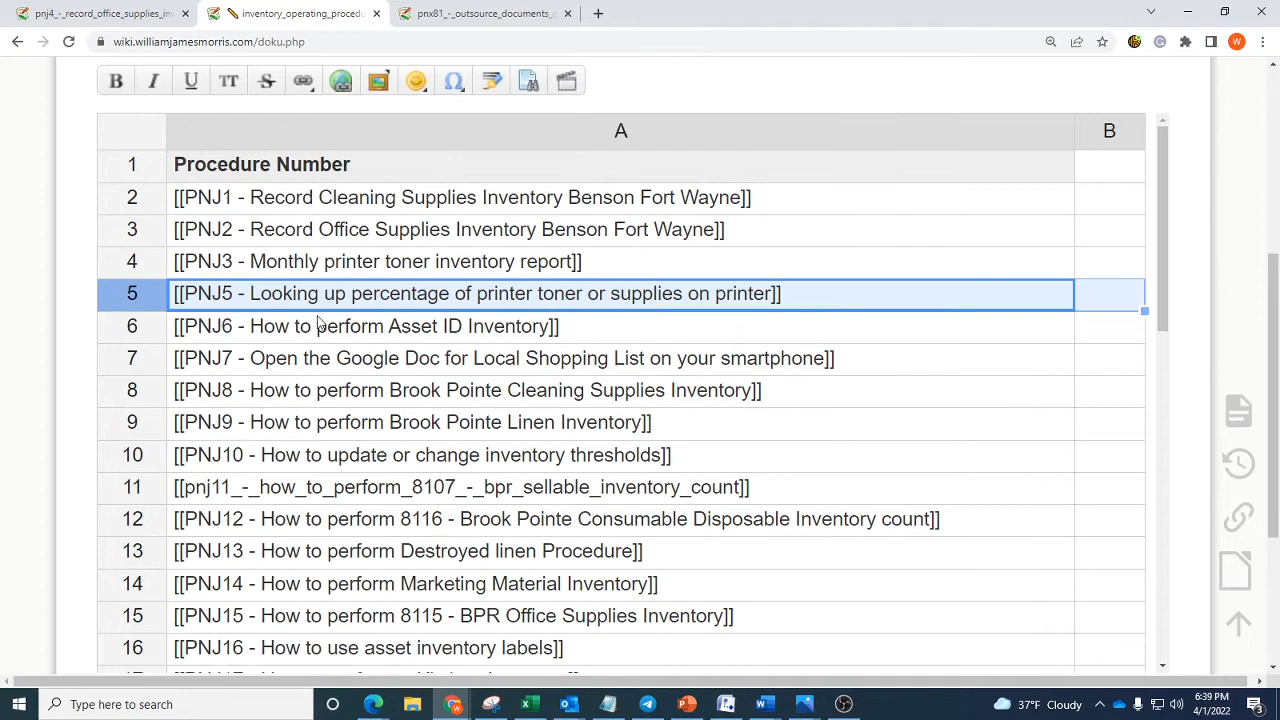 pnj4_-_record_office_supplies_in
inventory_operating_procedu
pnx81_-_outsource_documents_
wiki.williamjamesmorris.com/doku.php
W
B I U TT S
Ω
A B
1 Procedure Number
2 [[PNJ1 - Record Cleaning Supplies Inventory Benson Fort Wayne]]
3 [[PNJ2 - Record Office Supplies Inventory Benson Fort Wayne]]
4 [[PNJ3 - Monthly printer toner inventory report]]
5 [[PNJ5 - Looking up percentage of printer toner or supplies on printer]]
6 [[PNJ6 - How to perform Asset ID Inventory]]
7 [[PNJ7 - Open the Google Doc for Local Shopping List on your smartphone]]
8 [[PNJ8 - How to perform Brook Pointe Cleaning Supplies Inventory]]
9 [[PNJ9 - How to perform Brook Pointe Linen Inventory]]
10 [[PNJ10 - How to update or change inventory thresholds]]
11 [[pnj11_-_how_to_perform_8107_-_bpr_sellable_inventory_count]]
12 [[PNJ12 - How to perform 8116 - Brook Pointe Consumable Disposable Inventory count]]
13 [[PNJ13 - How to perform Destroyed linen Procedure]]
14 [[PNJ14 - How to perform Marketing Material Inventory]]
15 [[PNJ15 - How to perform 8115 - BPR Office Supplies Inventory]]
16 [[PNJ16 - How to use asset inventory labels]]
Type here to search
37°F Cloudy
6:39 PM
4/1/2022